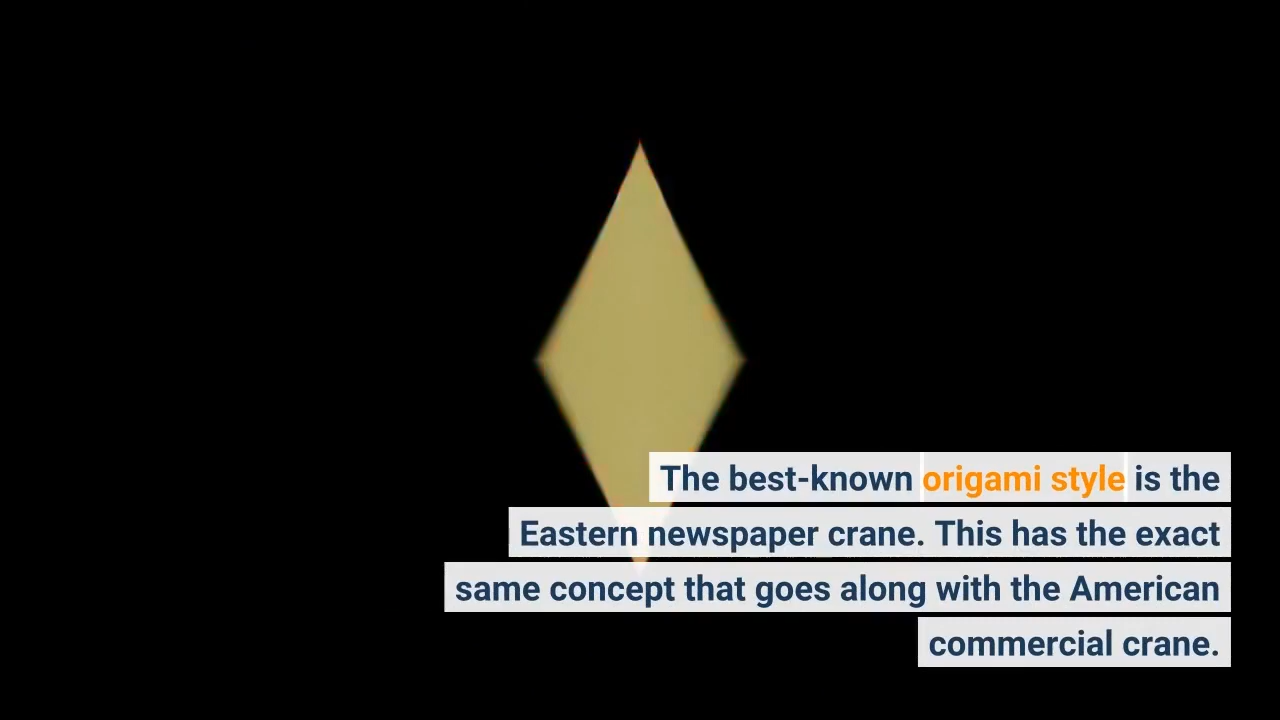 The best-known origami style is the
Eastern newspaper crane. This has the exact
same concept that goes along with the American
commercial crane.